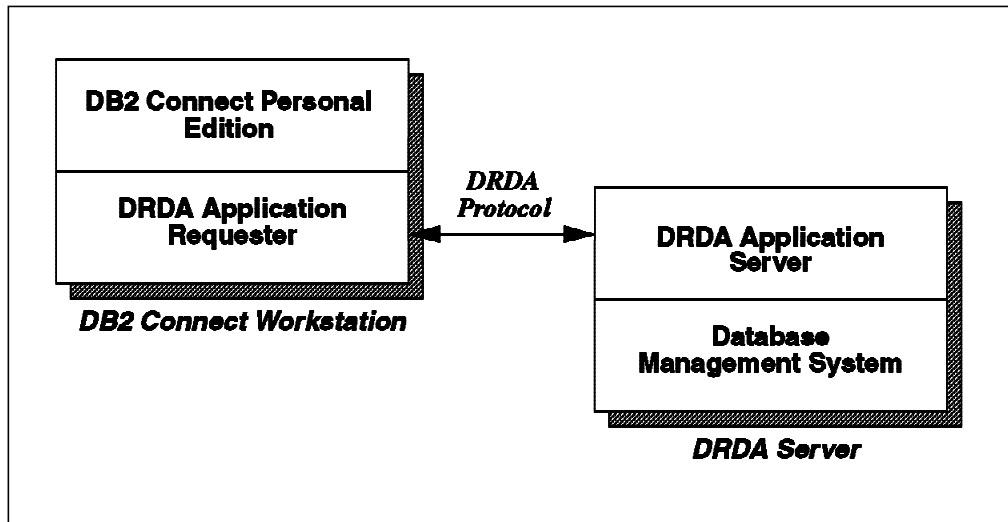 DB2 Connect Personal
Edition
DRDA Application
Requester
DB2 Connect Workstation
DRDA
Protocol
DRDA Application
Server
Database
Management System
DRDA Server